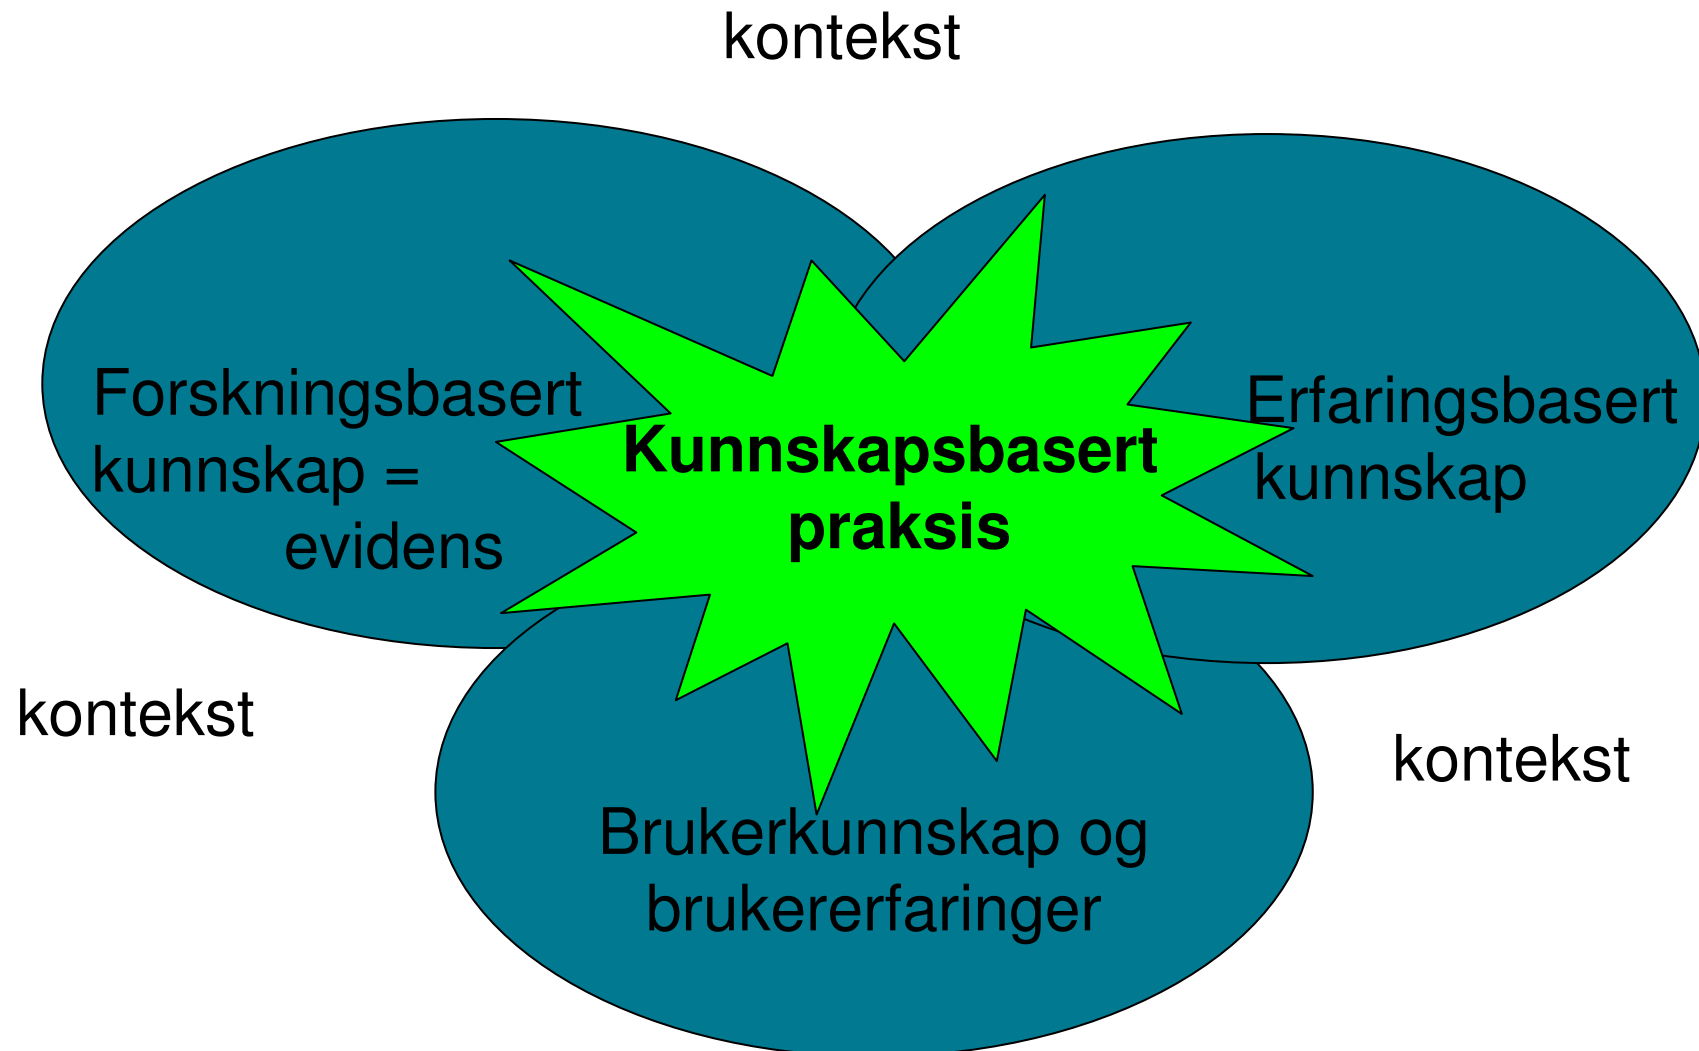 kontekst
Forskningsbasert
kunnskap =
evidens
Kunnskapsbasert
praksis
Erfaringsbasert
kunnskap
kontekst
kontekst
Brukerkunnskap og
brukererfaringer